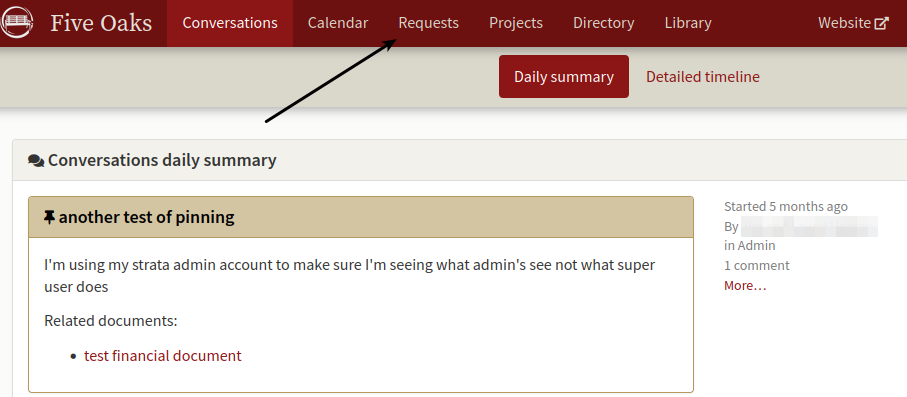 Five Oaks Conversations Calendar Requests Projects Directory Library Website
Daily summary Detailed timeline
Conversations daily summary
another test of pinning
I'm using my strata admin account to make sure I'm seeing what admin's see not what super
user does
Related documents:
• test financial document
Started 5 months ago
By
in Admin
1 comment
More…